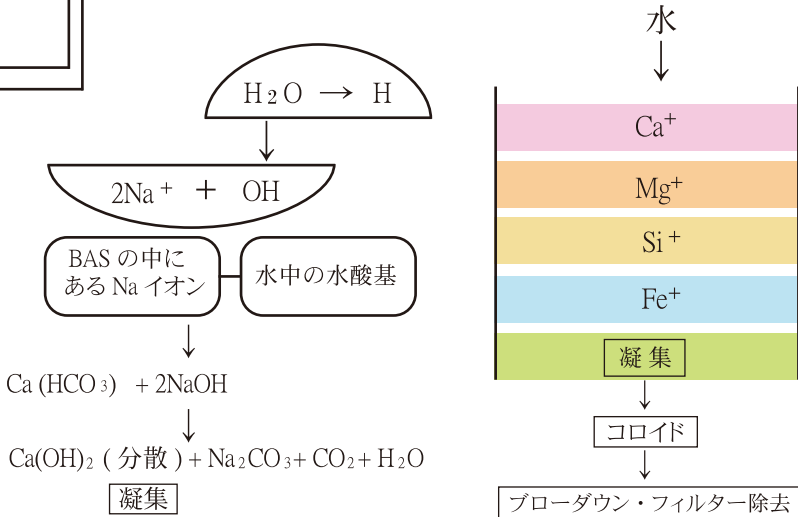 H₂O → H
2Na⁺ + OH
BASの中に
あるNaイオン
水中の水酸基
Ca(HCO₃) + 2NaOH
Ca(OH)₂(分散)+Na₂CO₃+CO₂+H₂O
凝集
水
Ca⁺
Mg⁺
Si⁺
Fe⁺
凝集
コロイド
ブローダウン・フィルター除去